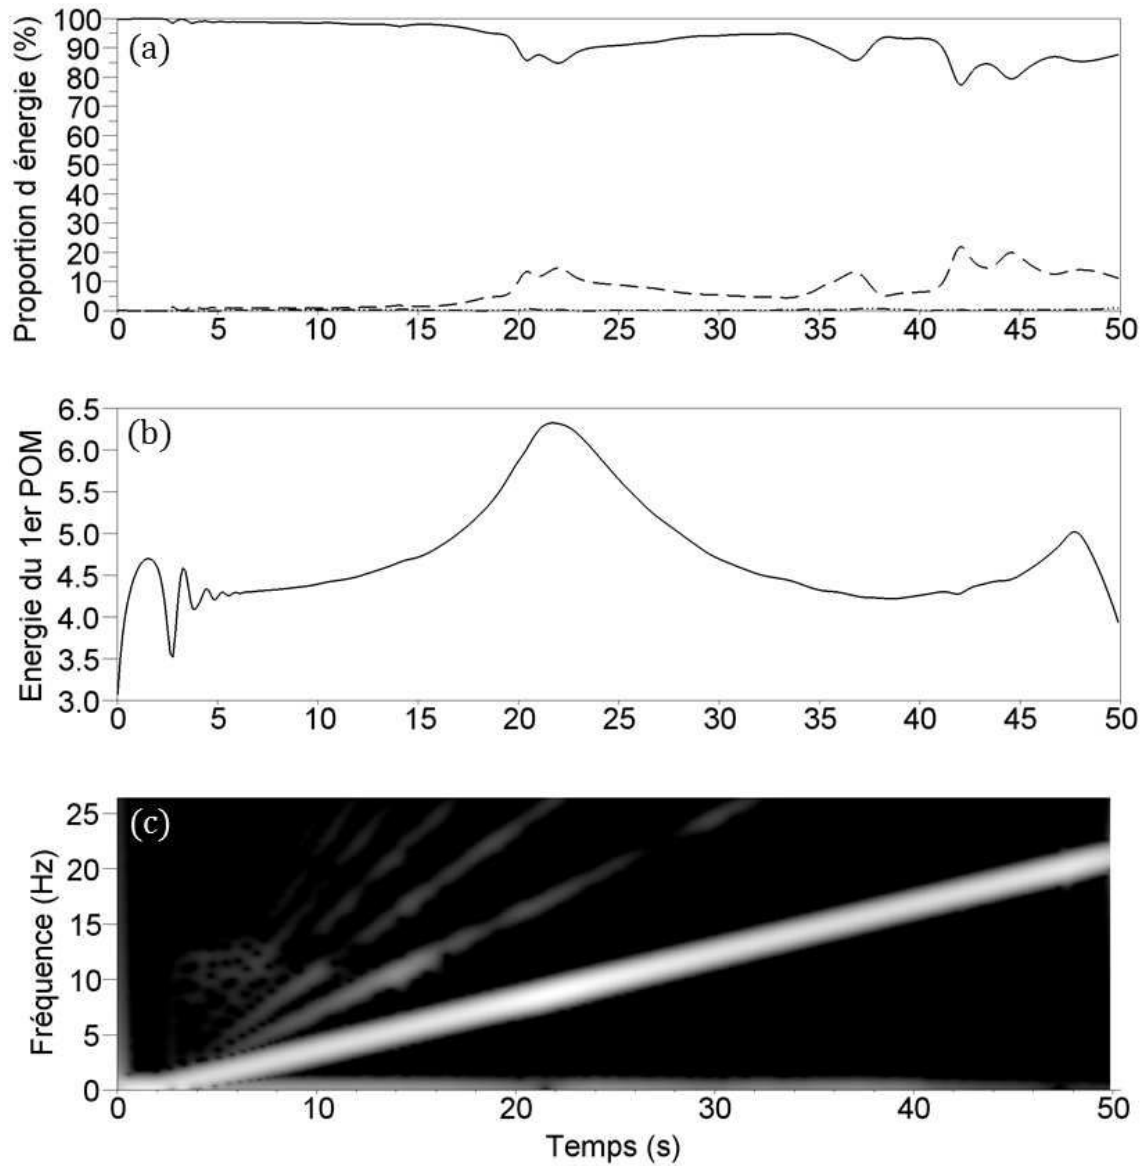 Proportion d énergie (%)
(a)
100
90
80
70
60
50
40
30
20
10
0
0 5 10 15 20 25 30 35 40 45 50
Energie du 1er POM
(b)
6.5
6.0
5.5
5.0
4.5
4.0
3.5
3.0
0 5 10 15 20 25 30 35 40 45 50
Fréquence (Hz)
(c)
25
20
15
10
5
0
0 10 20 30 40 50
Temps (s)